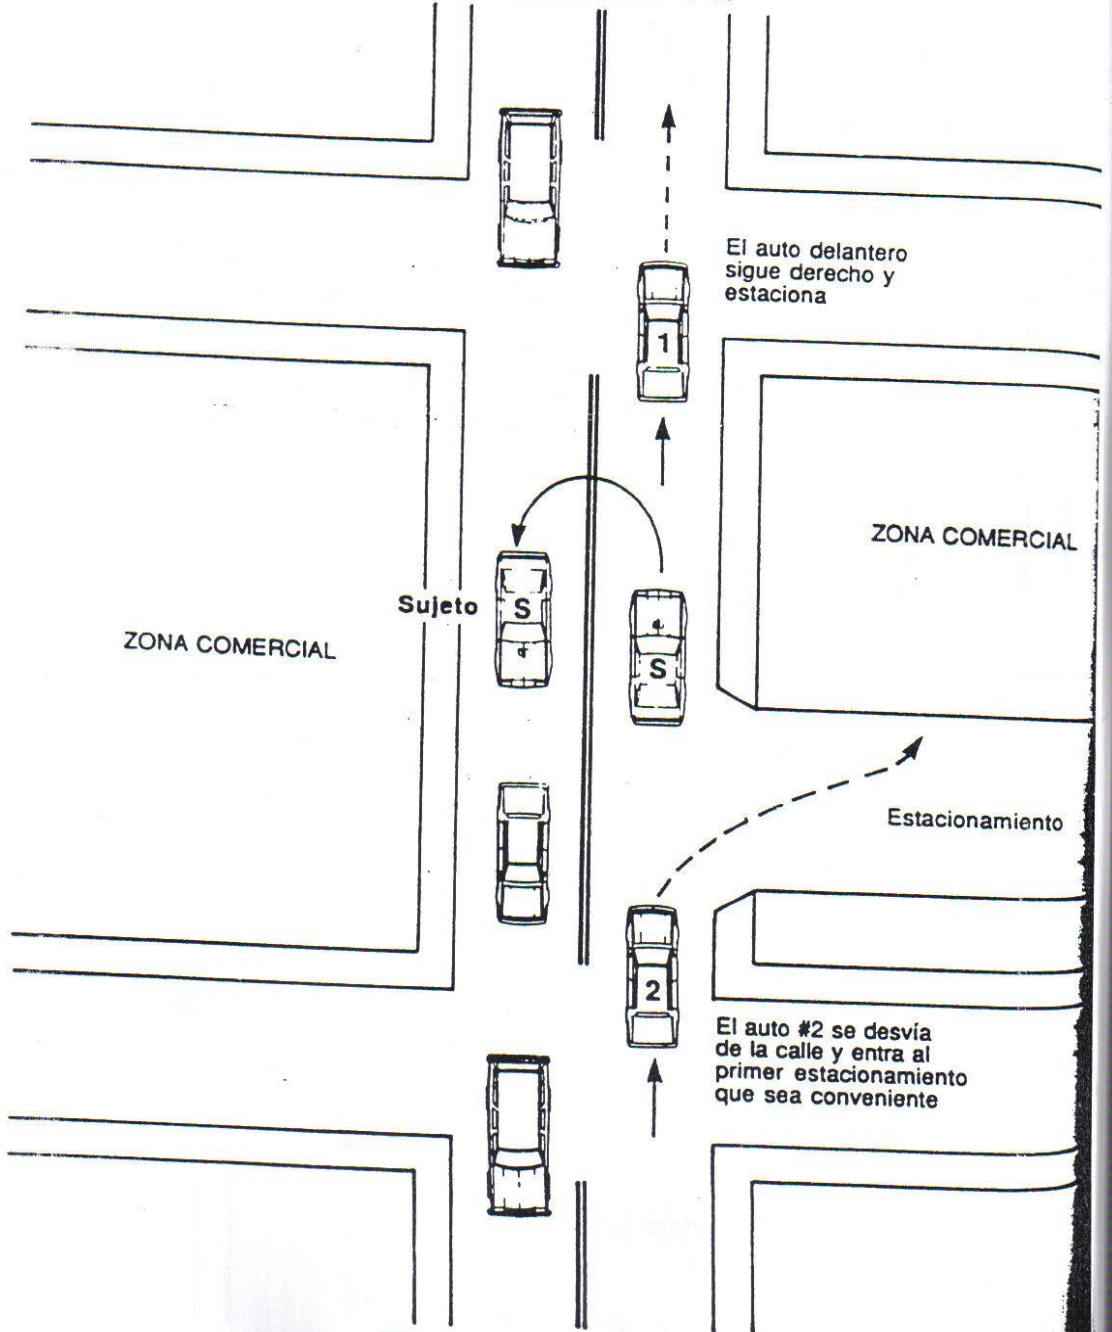 El auto delantero
sigue derecho y
estaciona
1
ZONA COMERCIAL
Sujeto
S
S
ZONA COMERCIAL
Estacionamiento
2
El auto #2 se desvía
de la calle y entra al
primer estacionamiento
que sea conveniente